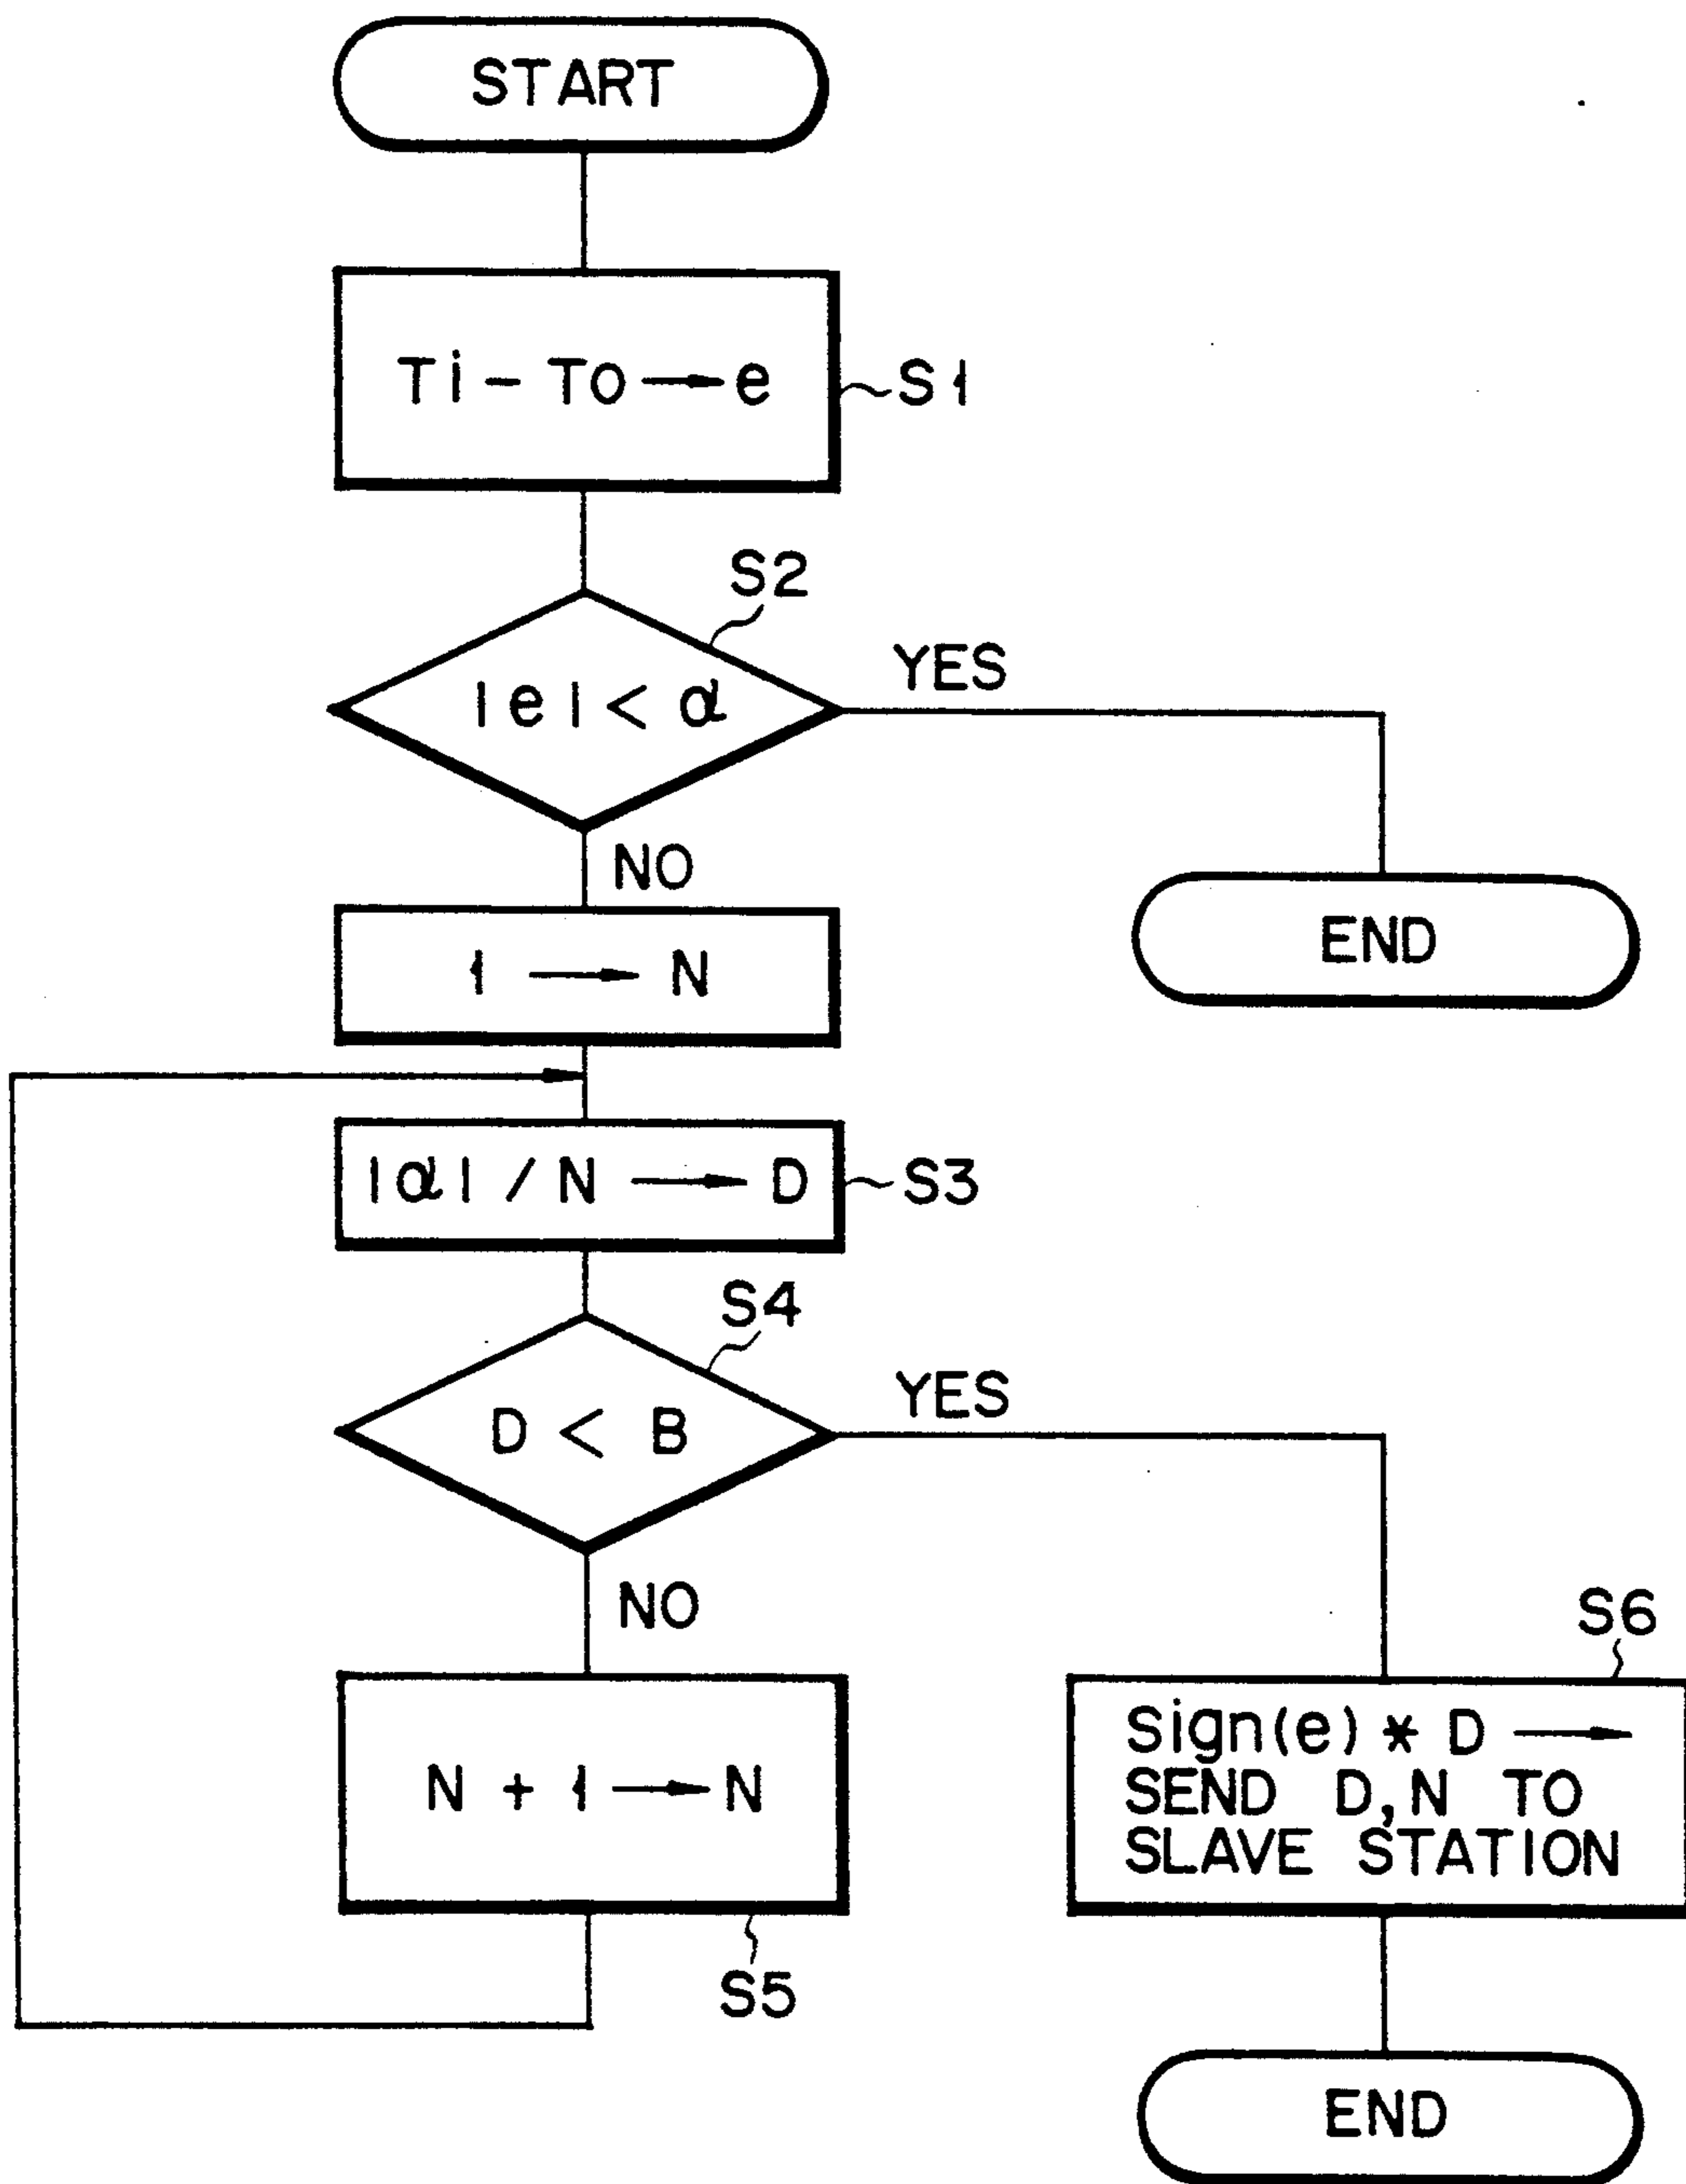 START
Ti - To → e
S1
S2
|e| < α
YES
NO
END
1 → N
|α| / N → D
S3
S4
D < B
YES
NO
S6
N + 1 → N
Sign(e) * D →
SEND D,N TO
SLAVE STATION
S5
END